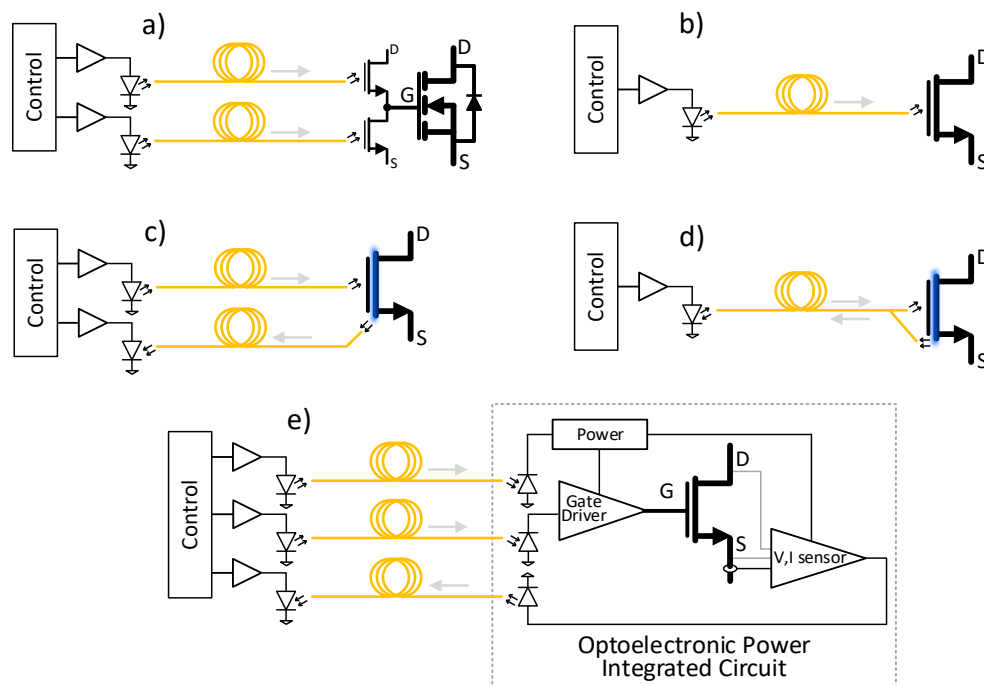 a)
Control
D
S
G
D
S
b)
Control
D
S
c)
Control
D
S
d)
Control
D
S
e)
Control
Power
Gate
Driver
G
D
S
V,I sensor
Optoelectronic Power
Integrated Circuit